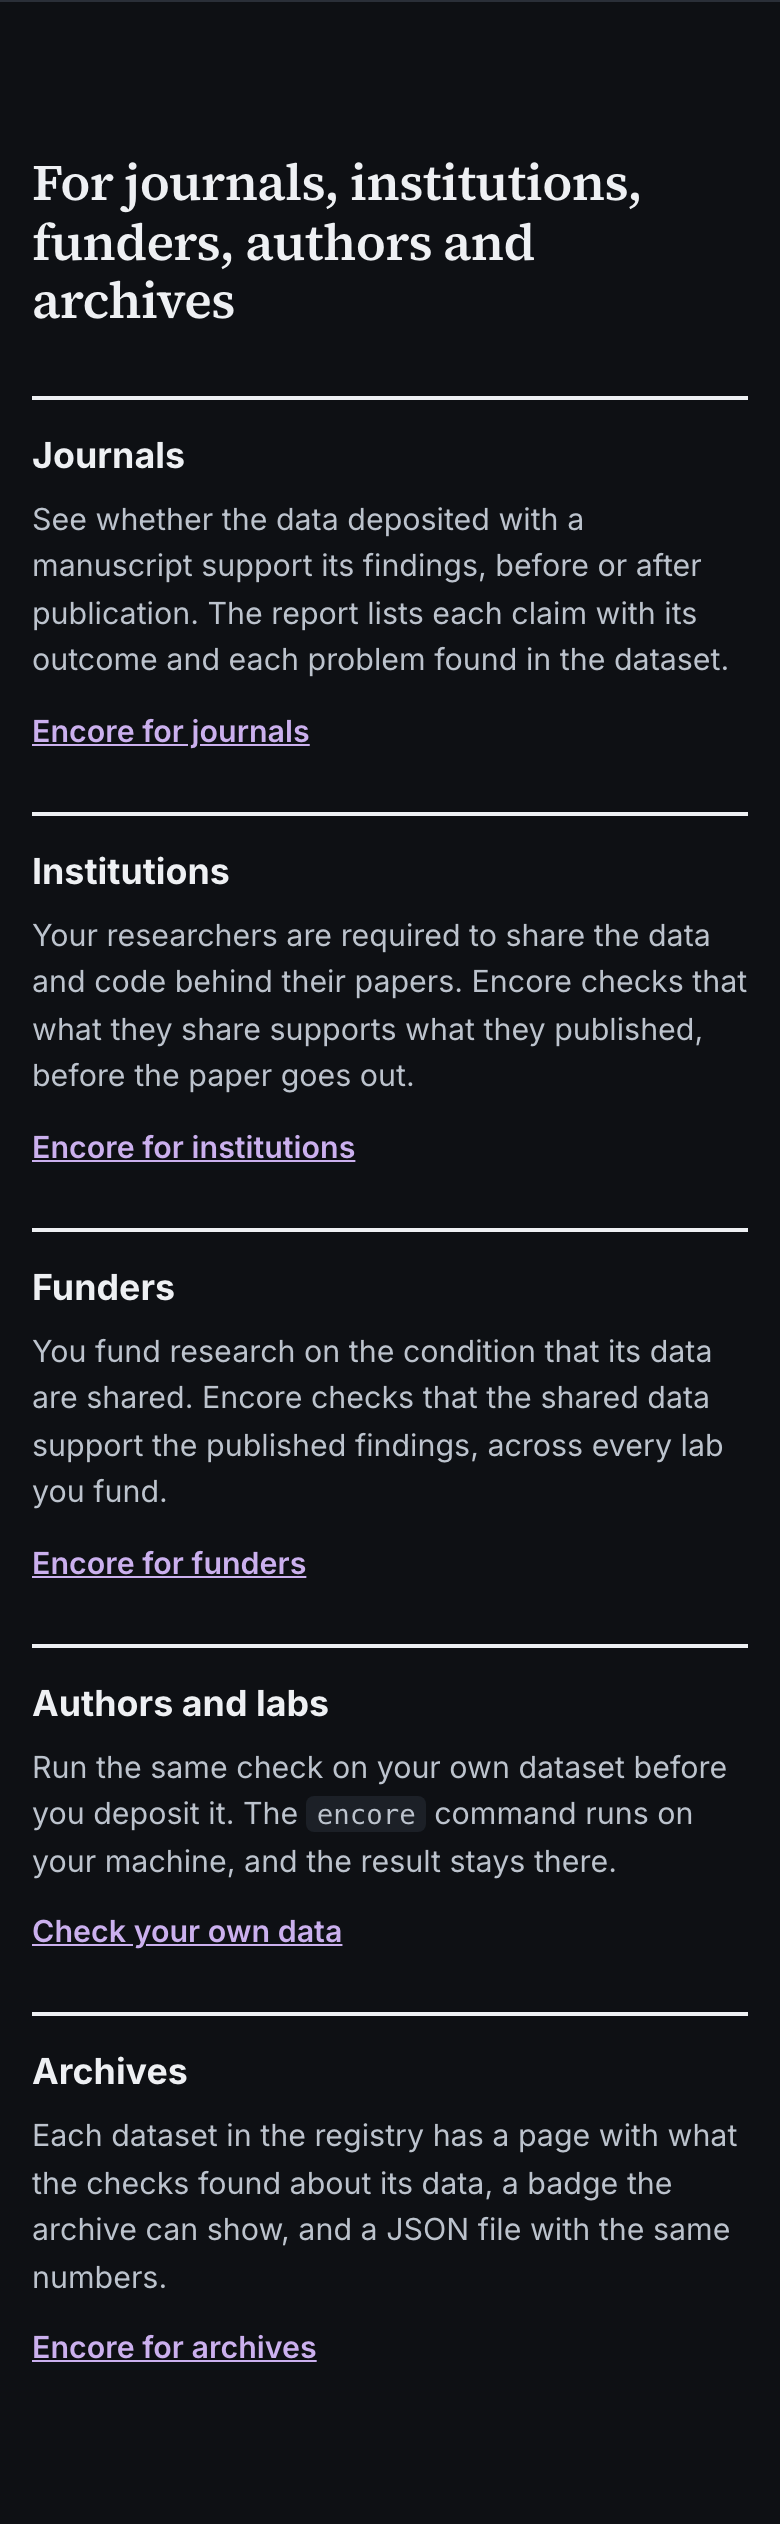 For journals, institutions,
funders, authors and
archives
Journals
See whether the data deposited with a
manuscript support its findings, before or after
publication. The report lists each claim with its
outcome and each problem found in the dataset.
Encore for journals
Institutions
Your researchers are required to share the data
and code behind their papers. Encore checks that
what they share supports what they published,
before the paper goes out.
Encore for institutions
Funders
You fund research on the condition that its data
are shared. Encore checks that the shared data
support the published findings, across every lab
you fund.
Encore for funders
Authors and labs
Run the same check on your own dataset before
you deposit it. The encore command runs on
your machine, and the result stays there.
Check your own data
Archives
Each dataset in the registry has a page with what
the checks found about its data, a badge the
archive can show, and a JSON file with the same
numbers.
Encore for archives